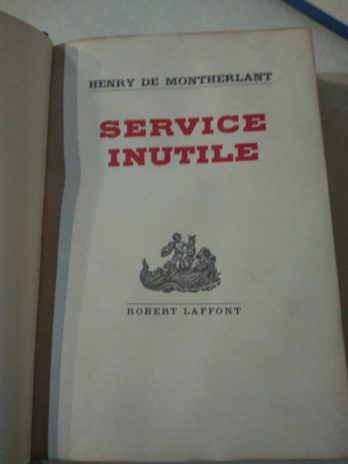 HENRY DE MONTHERLANT
SERVICE
INUTILE
ROBERT LAFFONT